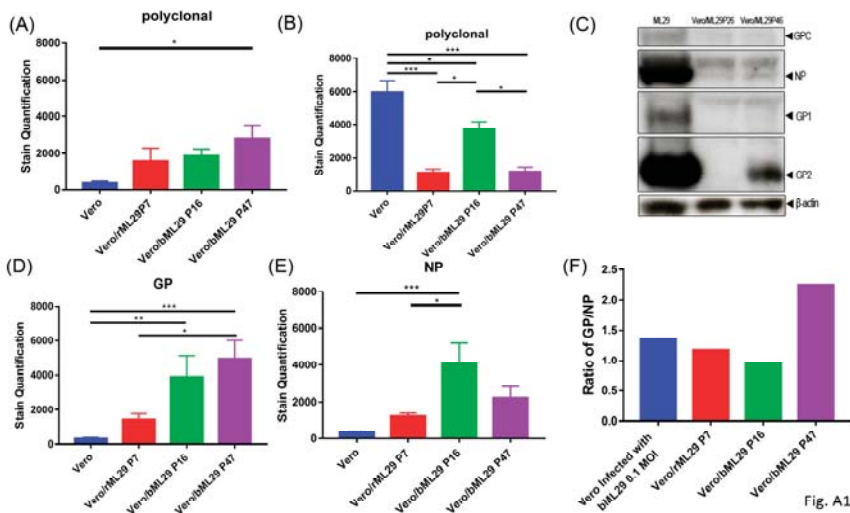 (A)
polyclonal
*
Stain Quantification
8000
6000
4000
2000
0
Vero
Vero/rML29P7
Vero/bML29 P16
Vero/bML29 P47
(B)
polyclonal
***
*
***
*
*
Stain Quantification
8000
6000
4000
2000
0
Vero
Vero/rML29P7
Vero/bML29 P16
Vero/bML29 P47
(C)
ML29 Vero/ML29P26 Vero/ML29P46
GPC
NP
GP1
GP2
β-actin
(D)
GP
***
**
*
Stain Quantification
8000
6000
4000
2000
0
Vero
Vero/rML29 P7
Vero/bML29 P16
Vero/bML29 P47
(E)
NP
***
*
Stain Quantification
8000
6000
4000
2000
0
Vero
Vero/rML29 P7
Vero/bML29 P16
Vero/bML29 P47
(F)
Ratio of GP/NP
2.5
2.0
1.5
1.0
0.5
0.0
Vero Infected with
bML29 0.1 MOI
Vero/rML29 P7
Vero/bML29 P16
Vero/bML29 P47
Fig. A1